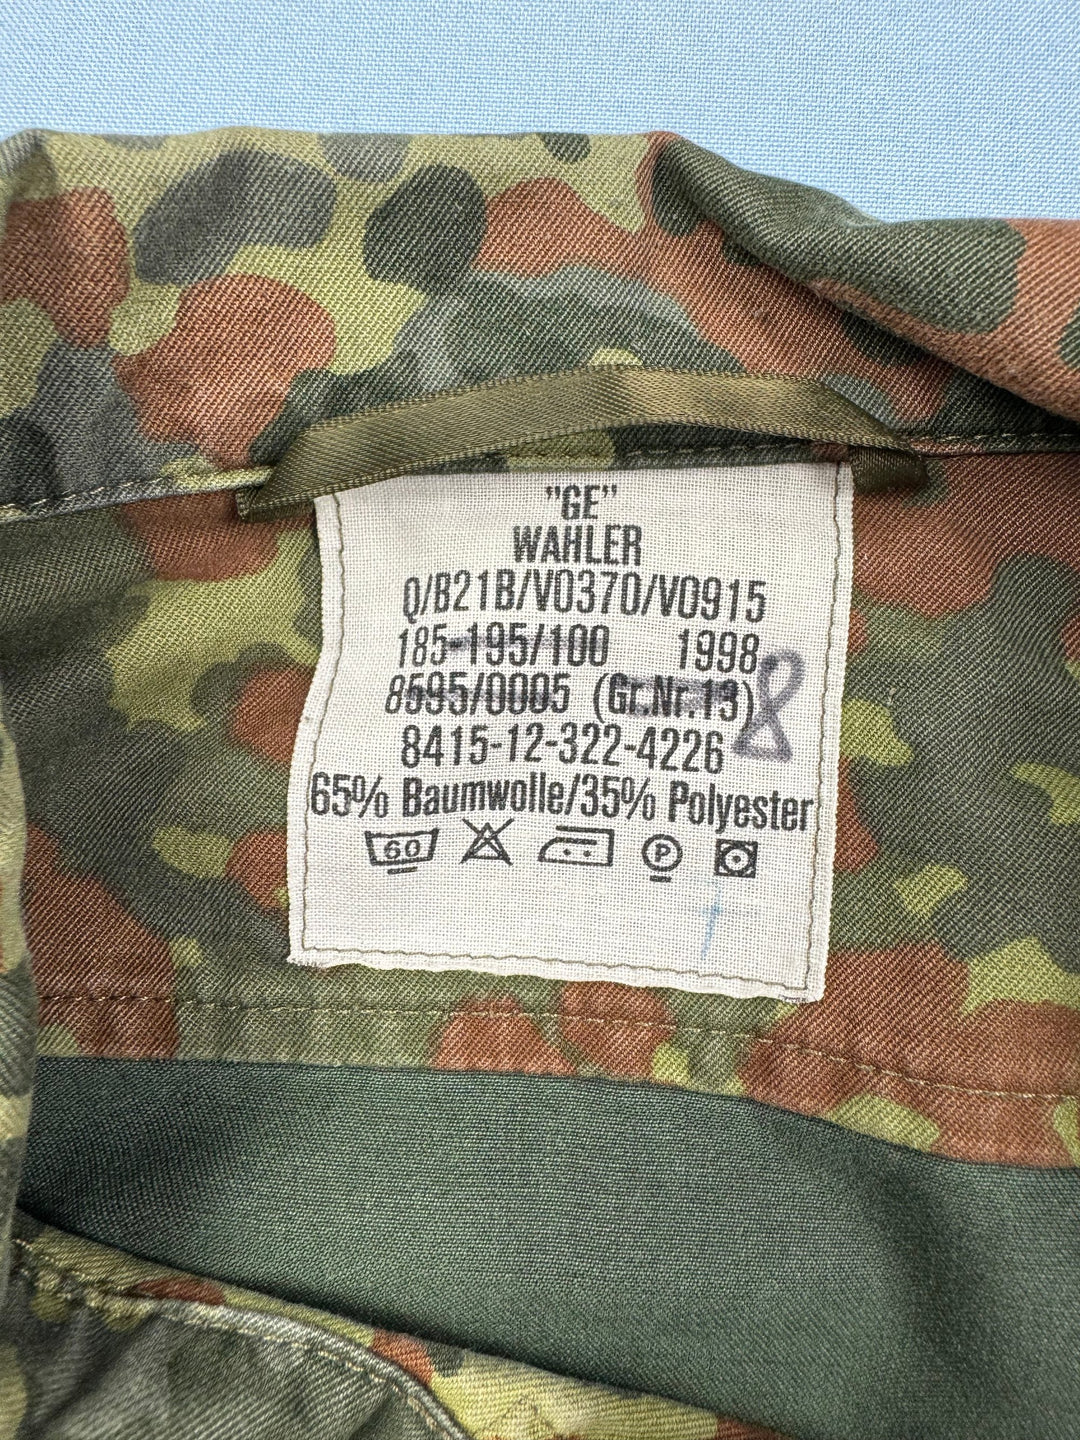 "GE"
WAHLER
Q/B21B/V0370/V0915
185-195/100 1998
8595/0005 (Gr.Nr.13) 8
8415-12-322-4226
65% Baumwolle/35% Polyester
60 P